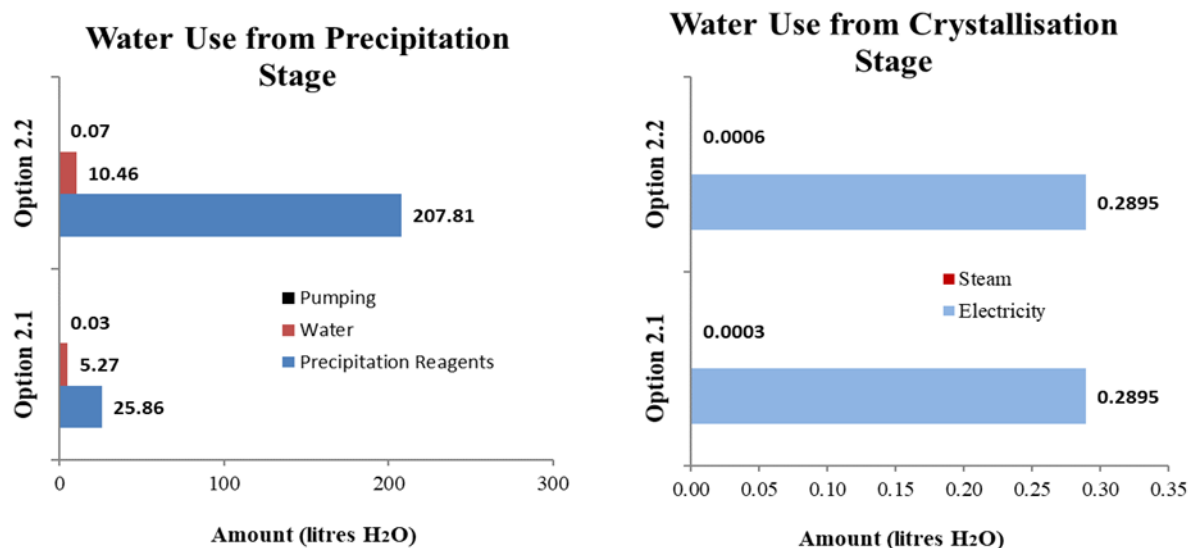 Water Use from Precipitation
Stage
Option 2.2
0.07
10.46
207.81
Option 2.1
0.03
5.27
25.86
Pumping
Water
Precipitation Reagents
0
100
200
300
Amount (litres H2O)
Water Use from Crystallisation
Stage
Option 2.2
0.0006
0.2895
Steam
Electricity
Option 2.1
0.0003
0.2895
0.00
0.05
0.10
0.15
0.20
0.25
0.30
0.35
Amount (litres H2O)